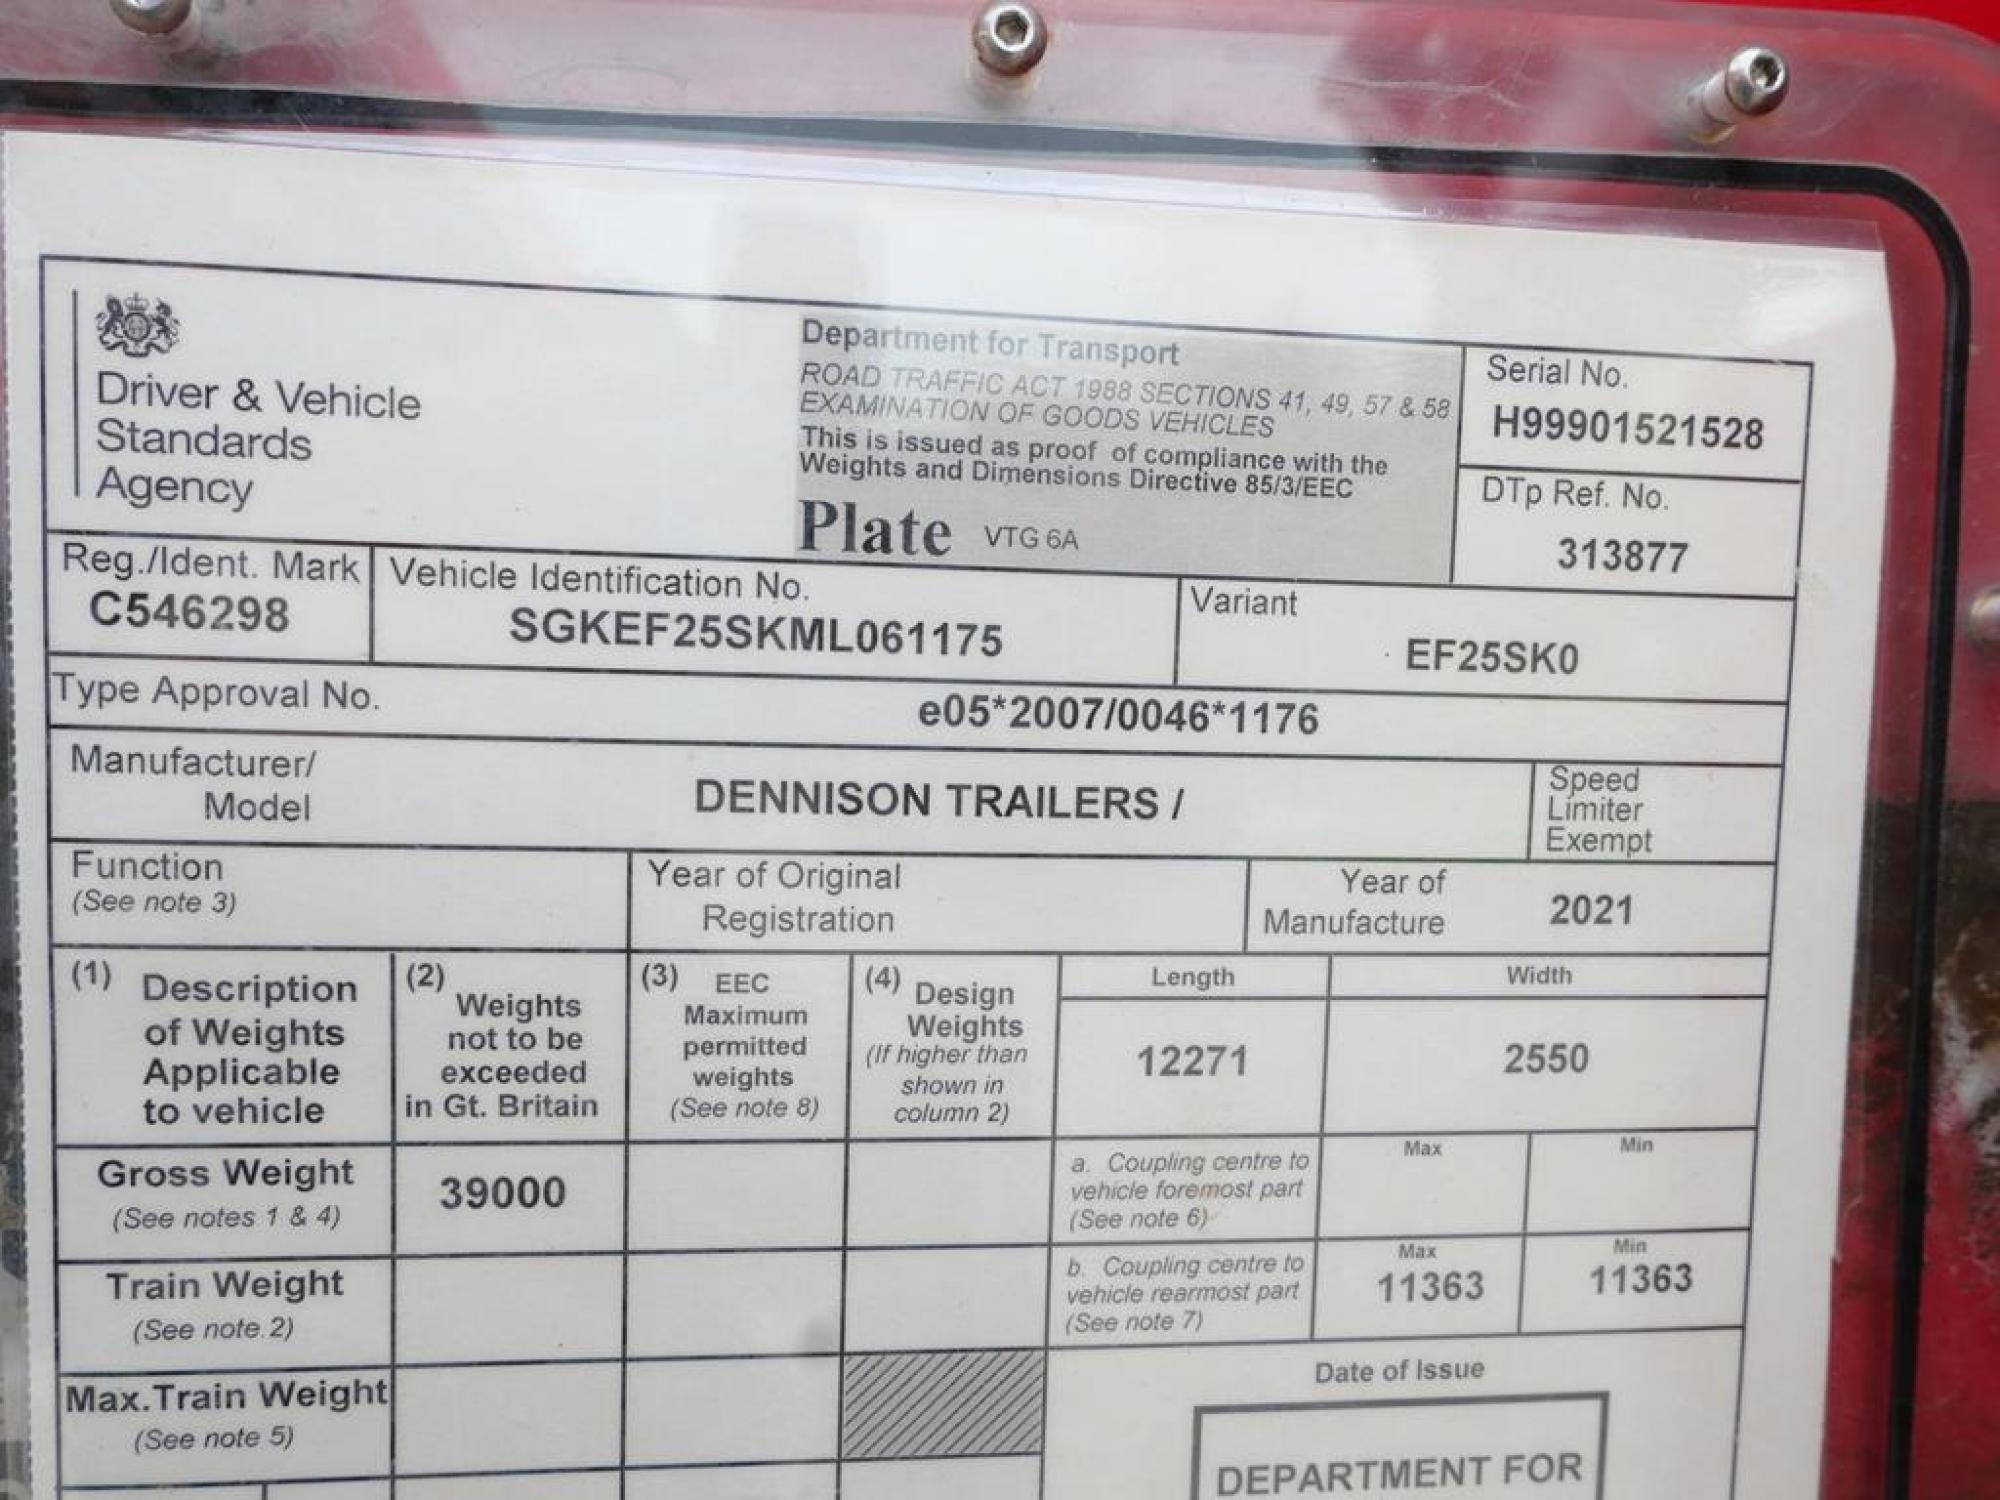 Driver & Vehicle
Standards
Agency
Department for Transport
ROAD TRAFFIC ACT 1988 SECTIONS 41, 49, 57 & 58
EXAMINATION OF GOODS VEHICLES
This is issued as proof of compliance with the
Weights and Dimensions Directive 85/3/EEC
Plate VTG 6A
Serial No.
H99901521528
DTp Ref. No.
313877
Reg./Ident. Mark
C546298
Vehicle Identification No.
SGKEF25SKML061175
Variant
EF25SK0
Type Approval No.
e05*2007/0046*1176
Manufacturer/
Model
DENNISON TRAILERS /
Speed
Limiter
Exempt
Function
(See note 3)
Year of Original
Registration
Year of
Manufacture
2021
(1) Description
of Weights
Applicable
to vehicle
(2) Weights
not to be
exceeded
in Gt. Britain
(3) EEC
Maximum
permitted
weights
(See note 8)
(4) Design
Weights
(If higher than
shown in
column 2)
Length
12271
Width
2550
Gross Weight
(See notes 1 & 4)
39000
a. Coupling centre to
vehicle foremost part
(See note 6)
Max
Min
Train Weight
(See note.2)
b. Coupling centre to
vehicle rearmost part
(See note 7)
Max
11363
Min
11363
Max.Train Weight
(See note 5)
Date of Issue
DEPARTMENT FOR